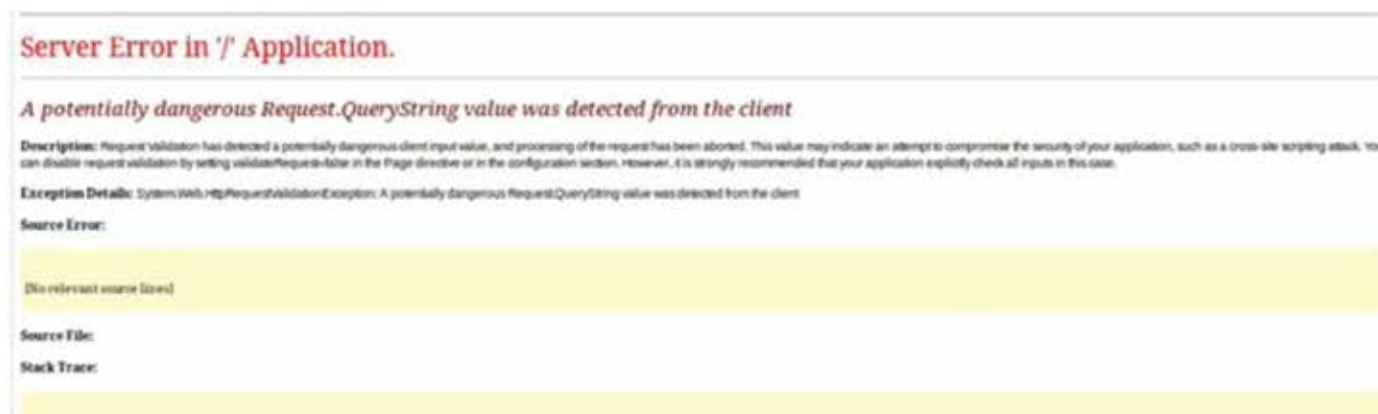 Server Error in '/' Application.
A potentially dangerous Request.QueryString value was detected from the client
Description: Request Validation has detected a potentially dangerous client input value, and processing of the request has been aborted. This value may indicate an attempt to compromise the security of your application, such as a cross-site scripting attack. Yo
can disable request validation by setting validateRequest=false in the Page directive or in the configuration section. However, it is strongly recommended that your application explicitly check all inputs in this case.
Exception Details: System.Web.HttpRequestValidationException: A potentially dangerous Request.QueryString value was detected from the client
Source Error:
[No relevant source lines]
Source File:
Stack Trace: